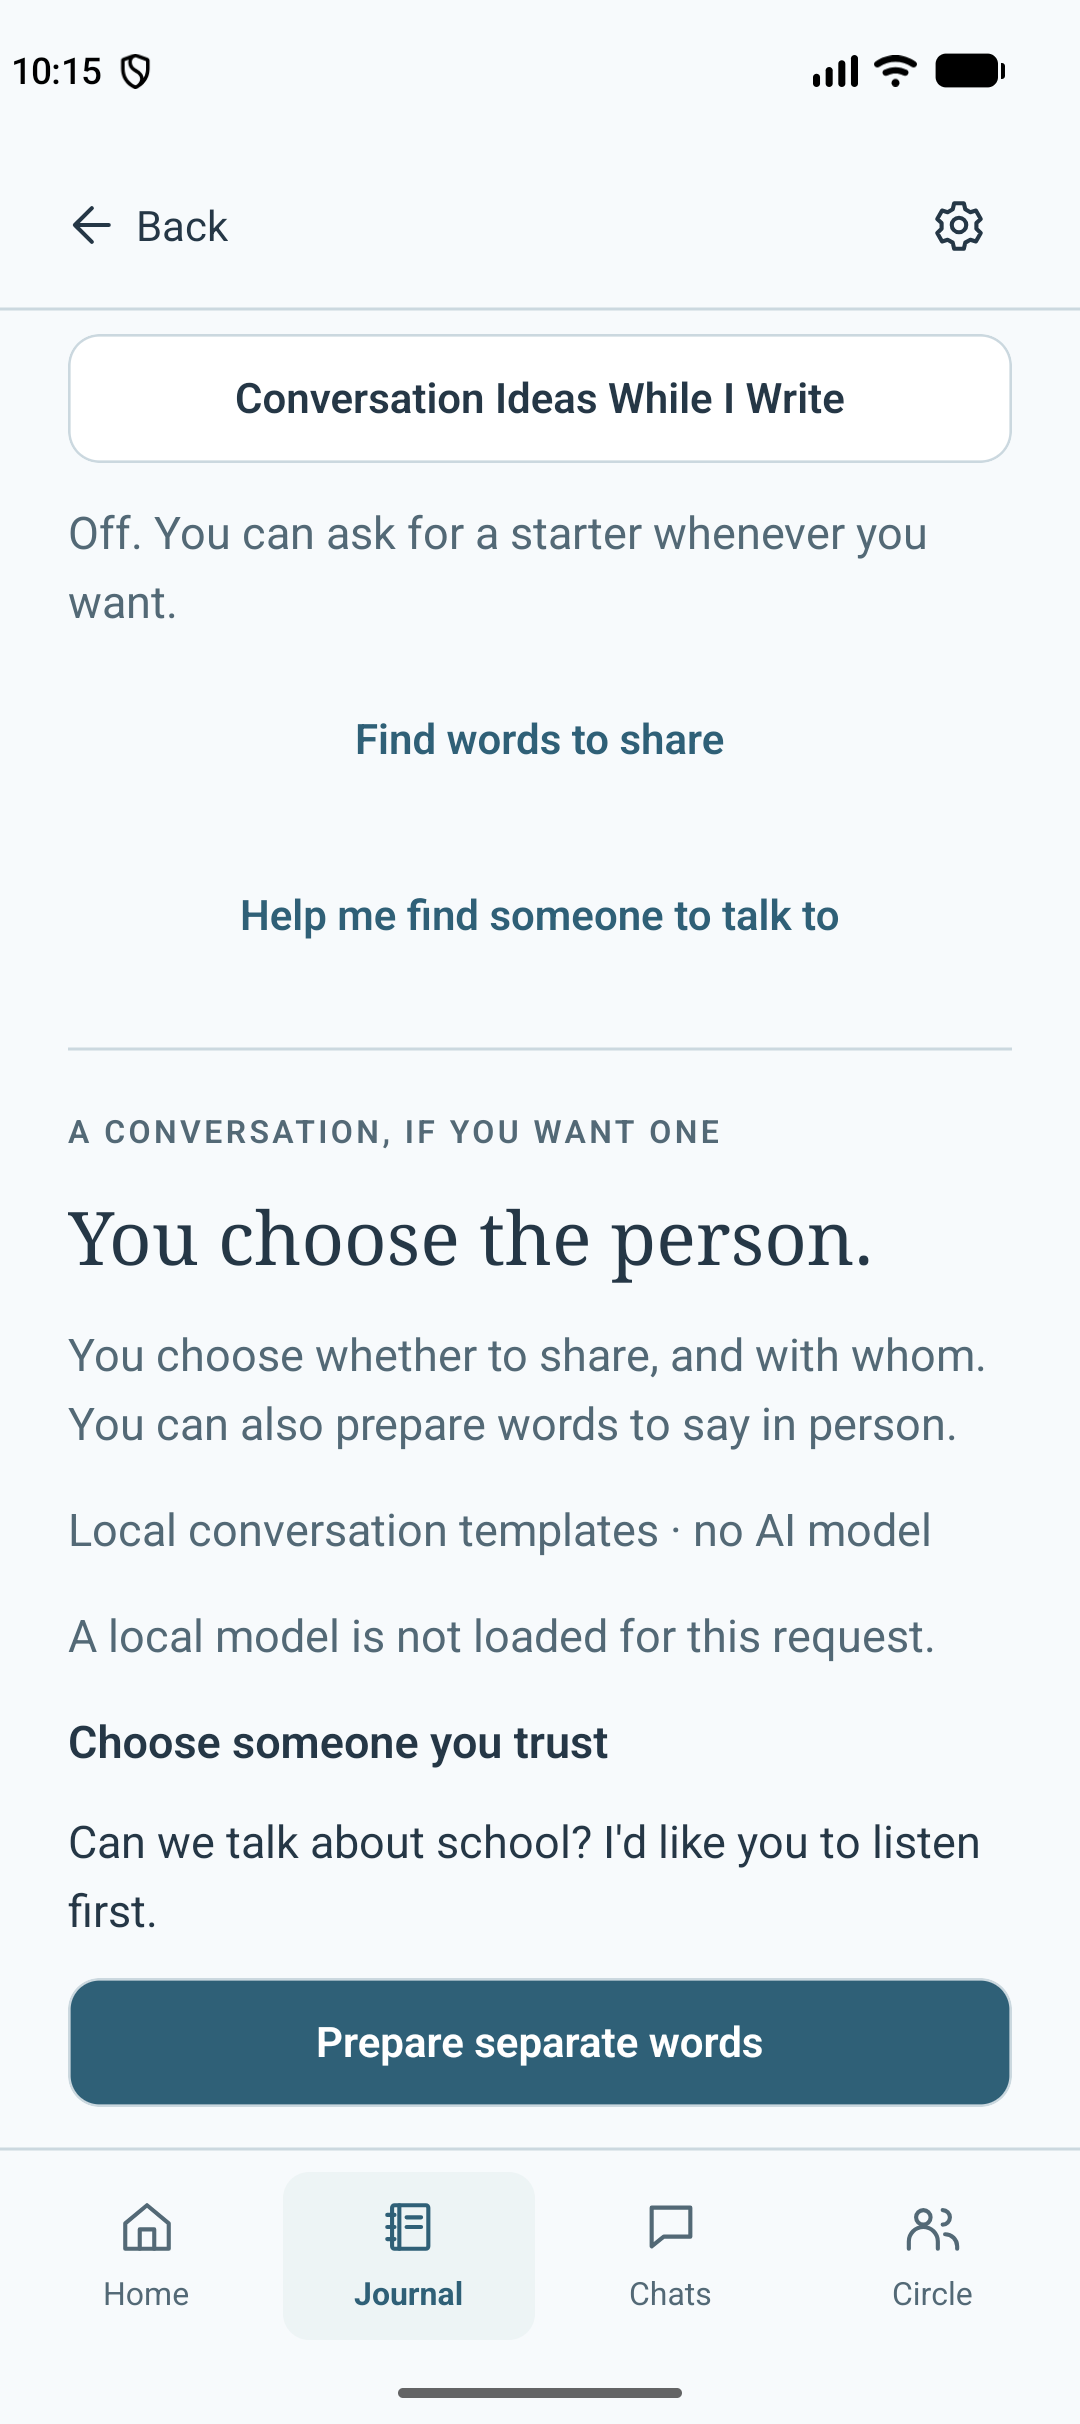 10:15
Back
Conversation Ideas While I Write
Off. You can ask for a starter whenever you
want.
Find words to share
Help me find someone to talk to
A CONVERSATION, IF YOU WANT ONE
You choose the person.
You choose whether to share, and with whom.
You can also prepare words to say in person.
Local conversation templates · no AI model
A local model is not loaded for this request.
Choose someone you trust
Can we talk about school? I'd like you to listen
first.
Prepare separate words
Home
Journal
Chats
Circle